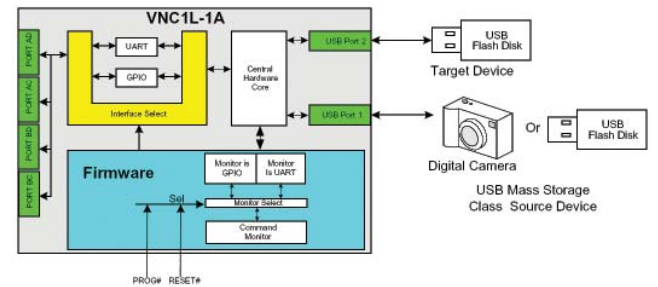 VNC1L-1A
PORT AD
PORT AC
PORT BD
PORT BC
UART
GPIO
Interface Select
Central
Hardware
Core
USB Port 2
USB Port 1
USB
Flash Disk
Target Device
Digital Camera
Or
USB
Flash Disk
USB Mass Storage
Class Source Device
Firmware
Monitor is
GPIO
Monitor
Is UART
Sel
Monitor Select
Command
Monitor
PROG#
RESET#